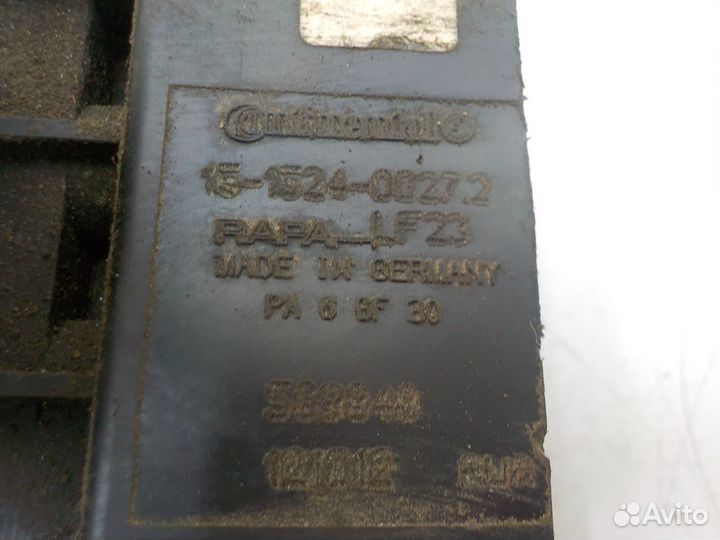 Continental
15-1524-0027.2
RAPA LF23
MADE IN GERMANY
PA 6 GF 30
Avito